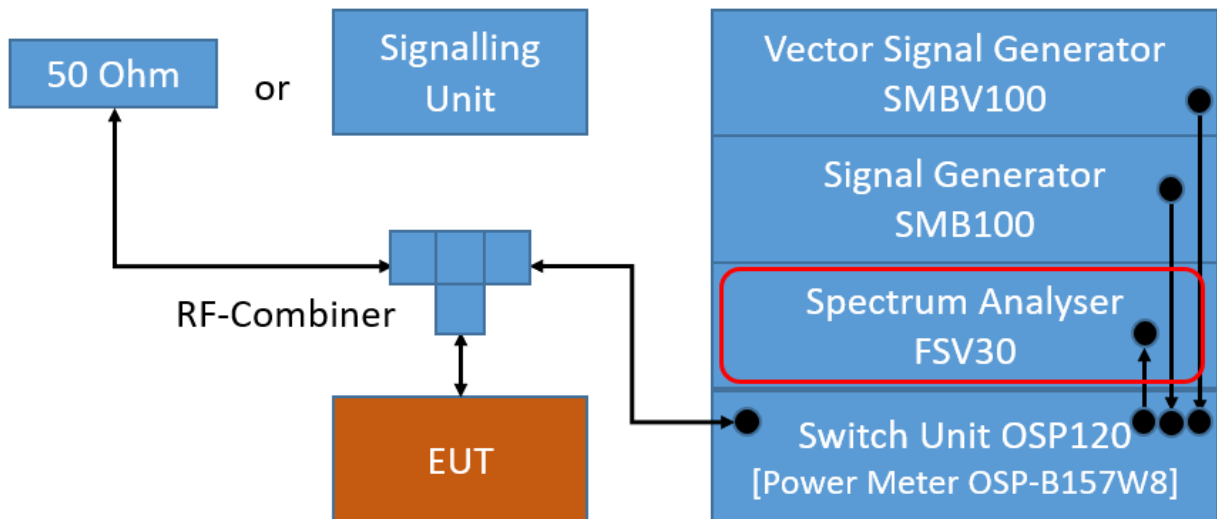 50 Ohm
or
Signalling
Unit
Vector Signal Generator
SMBV100
Signal Generator
SMB100
RF-Combiner
Spectrum Analyser
FSV30
EUT
Switch Unit OSP120
[Power Meter OSP-B157W8]